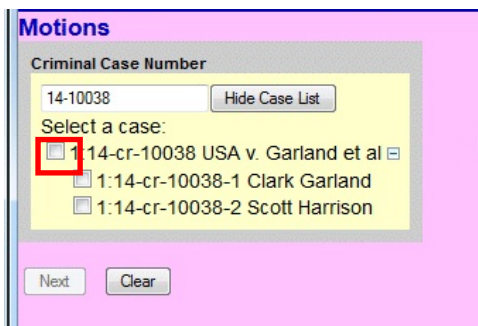 Motions
Criminal Case Number
14-10038 Hide Case List
Select a case:
1:14-cr-10038 USA v. Garland et al
1:14-cr-10038-1 Clark Garland
1:14-cr-10038-2 Scott Harrison
Next Clear